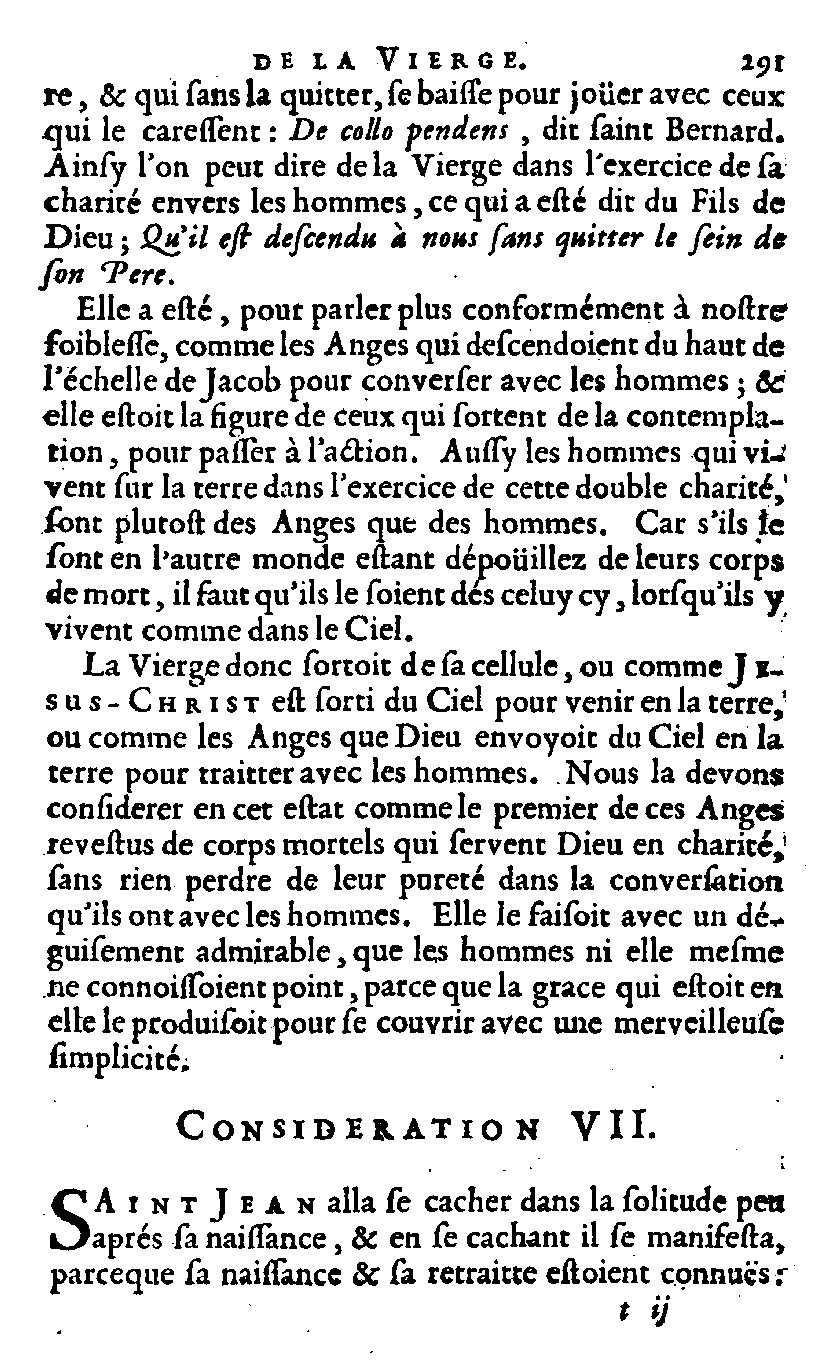 DE LA VIERGE. 291
re, & qui ſans la quitter, ſe baiſſe pour joüer avec ceux
qui le careſſent : De collo pendens , dit ſaint Bernard.
Ainſy l'on peut dire de la Vierge dans l'exercice de ſa
charité envers les hommes, ce qui a eſté dit du Fils de
Dieu ; Qu'il eſt deſcendu à nous ſans quitter le ſein de
ſon Pere.
Elle a eſté, pour parler plus conformément à noſtre
foibleſſe, comme les Anges qui deſcendoient du haut de
l'échelle de Jacob pour converſer avec les hommes ; &
elle eſtoit la figure de ceux qui ſortent de la contempla-
tion, pour paſſer à l'action. Auſſy les hommes qui vi-
vent ſur la terre dans l'exercice de cette double charité,
ſont plutoſt des Anges que des hommes. Car s'ils le
ſont en l'autre monde eſtant dépoüillez de leurs corps
de mort, il faut qu'ils le ſoient dés celuy cy, lorſqu'ils y
vivent comme dans le Ciel.
La Vierge donc ſortoit de ſa cellule, ou comme JE-
SUS-CHRIST eſt ſorti du Ciel pour venir en la terre,
ou comme les Anges que Dieu envoyoit du Ciel en la
terre pour traitter avec les hommes. Nous la devons
conſiderer en cet eſtat comme le premier de ces Anges
reveſtus de corps mortels qui ſervent Dieu en charité,
ſans rien perdre de leur pureté dans la converſation
qu'ils ont avec les hommes. Elle le faiſoit avec un dé-
guiſement admirable, que les hommes ni elle meſme
ne connoiſſoient point, parce que la grace qui eſtoit en
elle le produiſoit pour ſe couvrir avec une merveilleuſe
ſimplicité.
CONSIDERATION VII.
SAINT JEAN alla ſe cacher dans la ſolitude peu
aprés ſa naiſſance, & en ſe cachant il ſe manifeſta,
parceque ſa naiſſance & ſa retraitte eſtoient connuës :
t ij